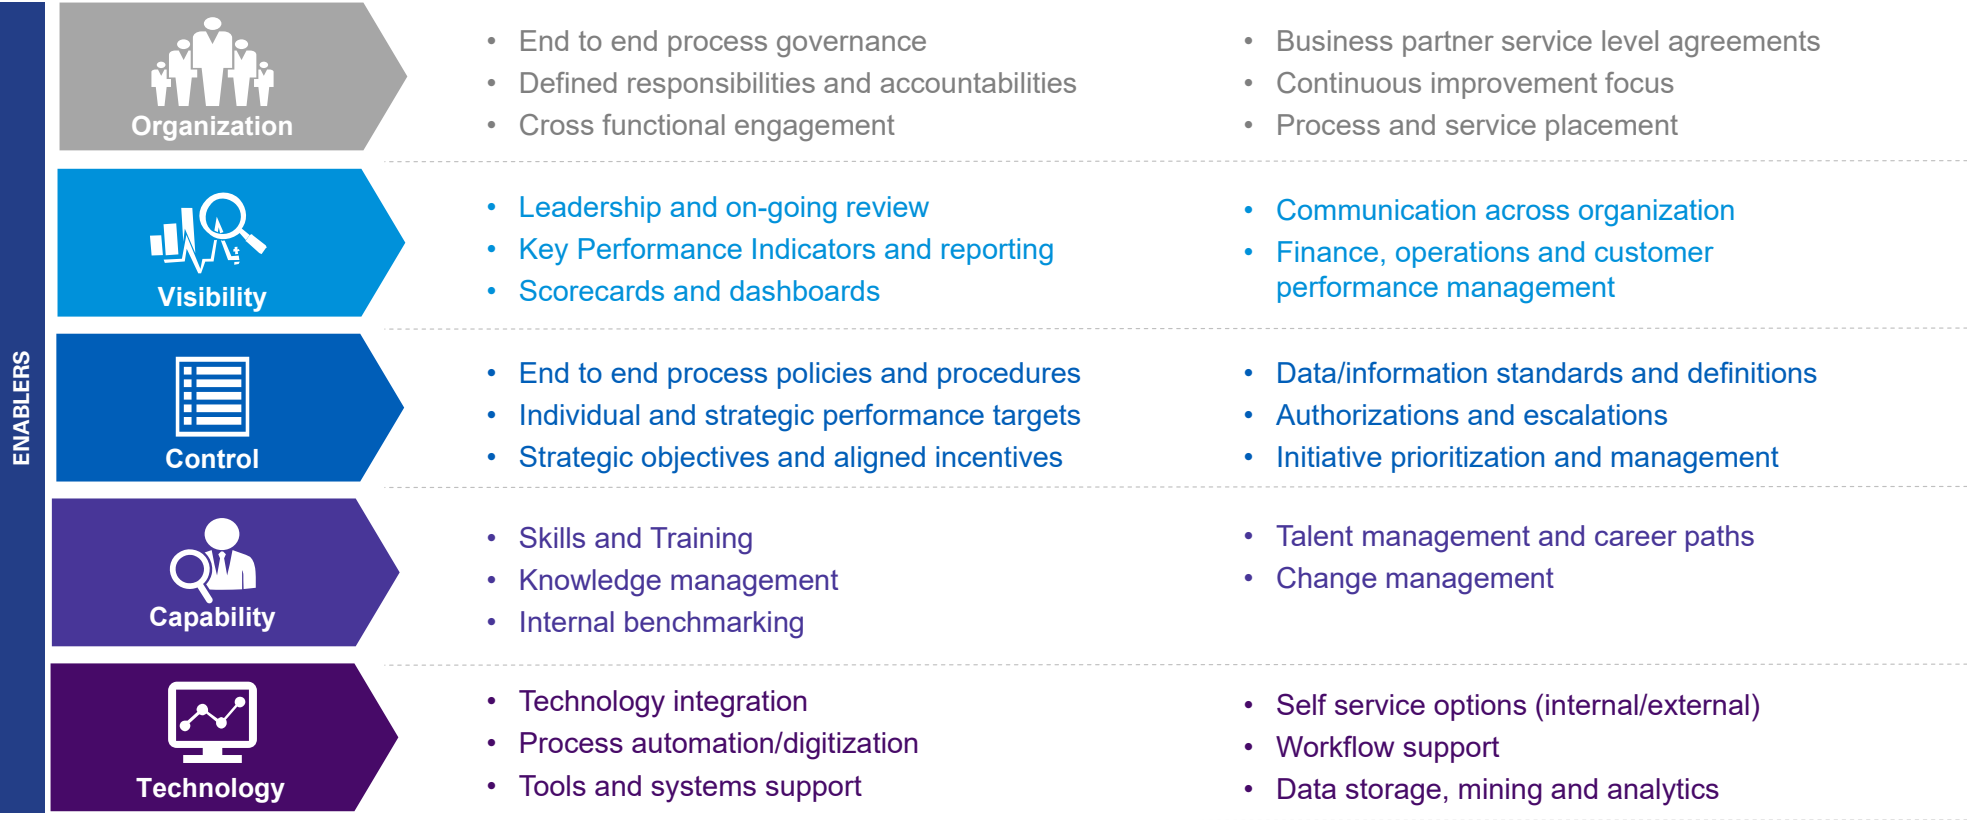 ENABLERS
Organization
• End to end process governance
• Defined responsibilities and accountabilities
• Cross functional engagement
• Business partner service level agreements
• Continuous improvement focus
• Process and service placement
Visibility
• Leadership and on-going review
• Key Performance Indicators and reporting
• Scorecards and dashboards
• Communication across organization
• Finance, operations and customer
performance management
Control
• End to end process policies and procedures
• Individual and strategic performance targets
• Strategic objectives and aligned incentives
• Data/information standards and definitions
• Authorizations and escalations
• Initiative prioritization and management
Capability
• Skills and Training
• Knowledge management
• Internal benchmarking
• Talent management and career paths
• Change management
Technology
• Technology integration
• Process automation/digitization
• Tools and systems support
• Self service options (internal/external)
• Workflow support
• Data storage, mining and analytics